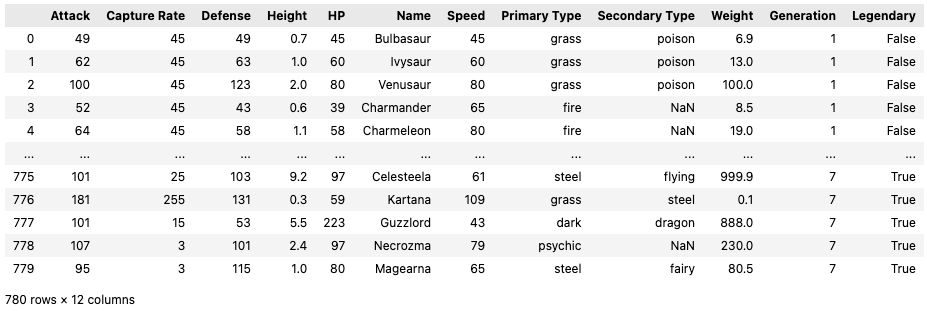 Attack Capture Rate Defense Height HP Name Speed Primary Type Secondary Type Weight Generation Legendary
0 49 45 49 0.7 45 Bulbasaur 45 grass poison 6.9 1 False
1 62 45 63 1.0 60 Ivysaur 60 grass poison 13.0 1 False
2 100 45 123 2.0 80 Venusaur 80 grass poison 100.0 1 False
3 52 45 43 0.6 39 Charmander 65 fire NaN 8.5 1 False
4 64 45 58 1.1 58 Charmeleon 80 fire NaN 19.0 1 False
... ... ... ... ... ... ... ... ... ... ... ... ...
775 101 25 103 9.2 97 Celesteela 61 steel flying 999.9 7 True
776 181 255 131 0.3 59 Kartana 109 grass steel 0.1 7 True
777 101 15 53 5.5 223 Guzzlord 43 dark dragon 888.0 7 True
778 107 3 101 2.4 97 Necrozma 79 psychic NaN 230.0 7 True
779 95 3 115 1.0 80 Magearna 65 steel fairy 80.5 7 True
780 rows × 12 columns